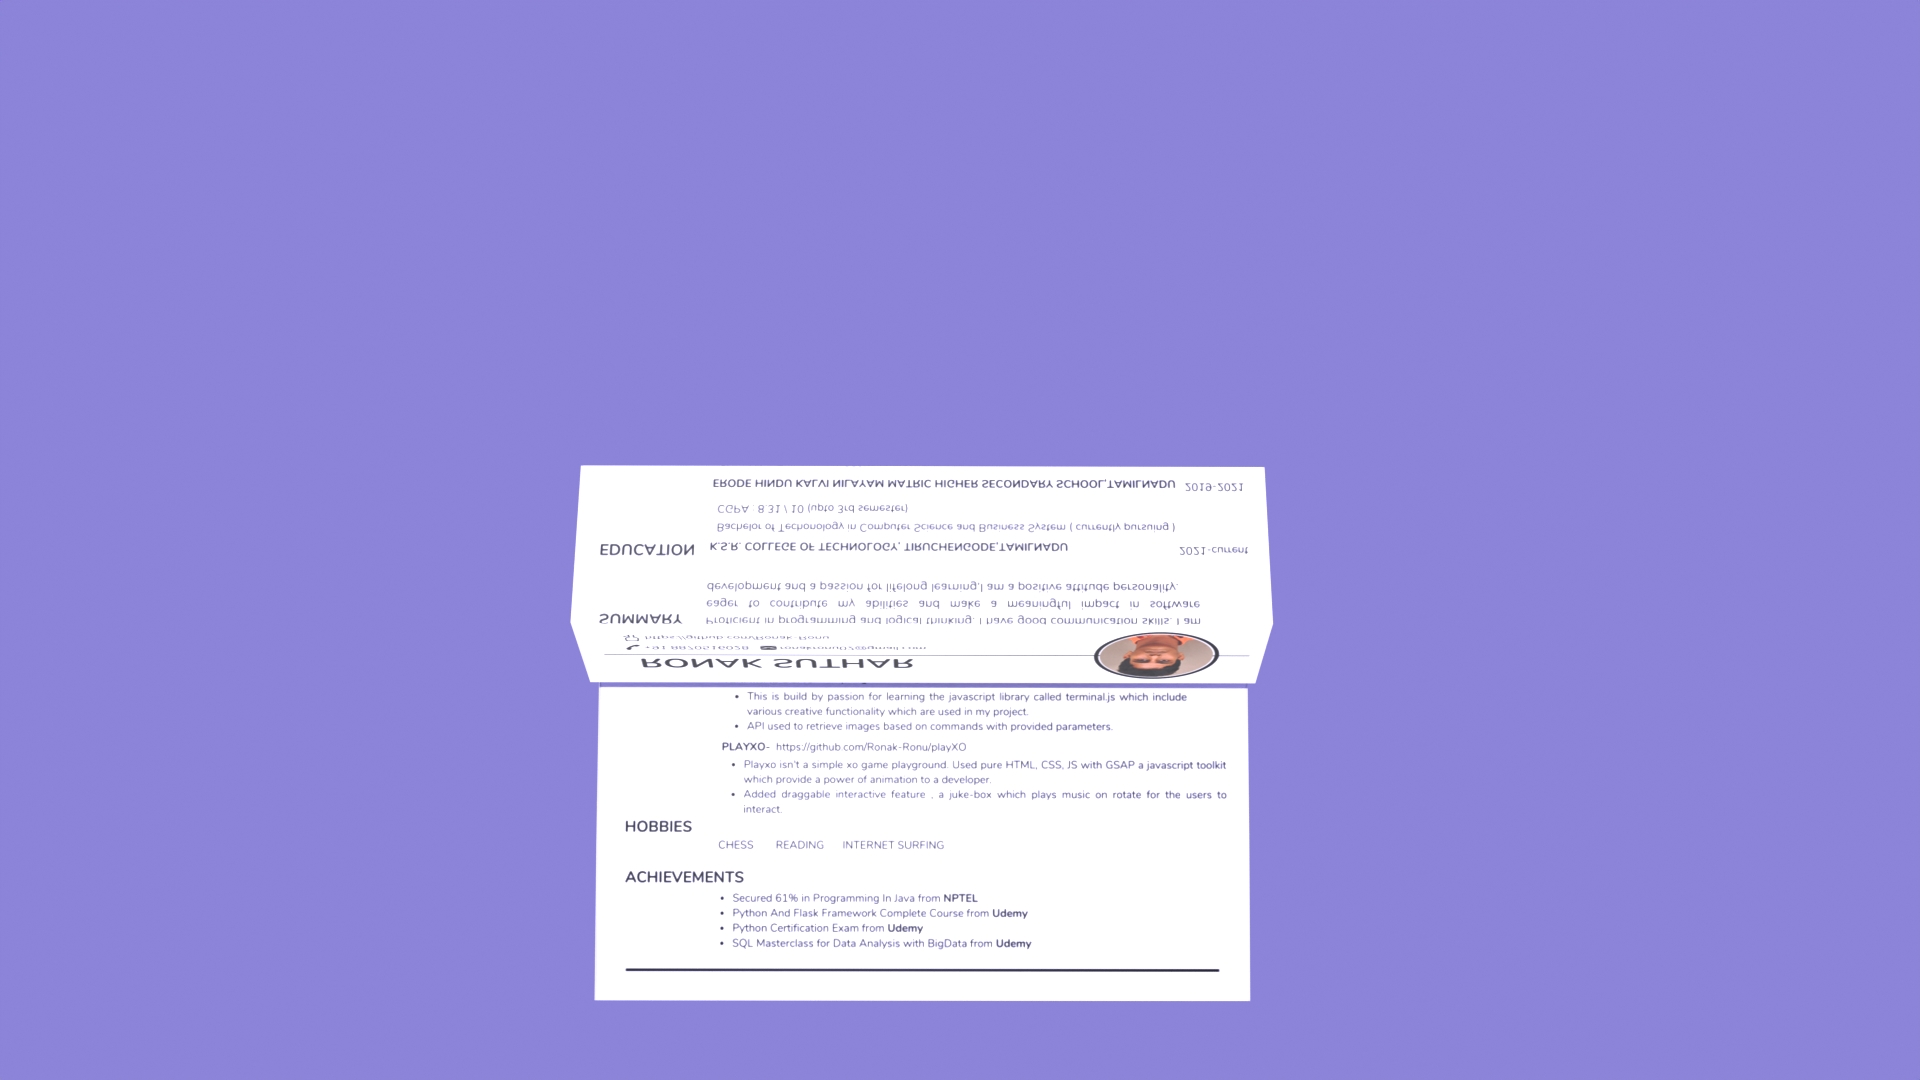 ERODE HINDU KALVI NILAYAM MATRIC HIGHER SECONDARY SCHOOL,TAMILNADU 2019-2021
CGPA : 8.31 / 10 (upto 3rd semester)
Bachelor of Techonology in Computer Science and Business System ( currently pursuing )
EDUCATION K.S.R. COLLEGE OF TECHNOLOGY, TIRUCHENGODE,TAMILNADU 2021-current
development and a passion for lifelong learning,I am a positive attitude personality.
eager to contribute my abilities and make a meaningful impact in software
SUMMARY Proficient in programming and logical thinking. I have good communication skills. I am
https://github.com/Ronak-Ronu
RONAK SUTHAR
This is build by passion for learning the javascript library called terminal.js which include
various creative functionality which are used in my project.
API used to retrieve images based on commands with provided parameters.
PLAYXO- https://github.com/Ronak-Ronu/playXO
Playxo isn't a simple xo game playground. Used pure HTML, CSS, JS with GSAP a javascript toolkit
which provide a power of animation to a developer.
Added draggable interactive feature , a juke-box which plays music on rotate for the users to
interact.
HOBBIES
CHESS READING INTERNET SURFING
ACHIEVEMENTS
Secured 61% in Programming In Java from NPTEL
Python And Flask Framework Complete Course from Udemy
Python Certification Exam from Udemy
SQL Masterclass for Data Analysis with BigData from Udemy